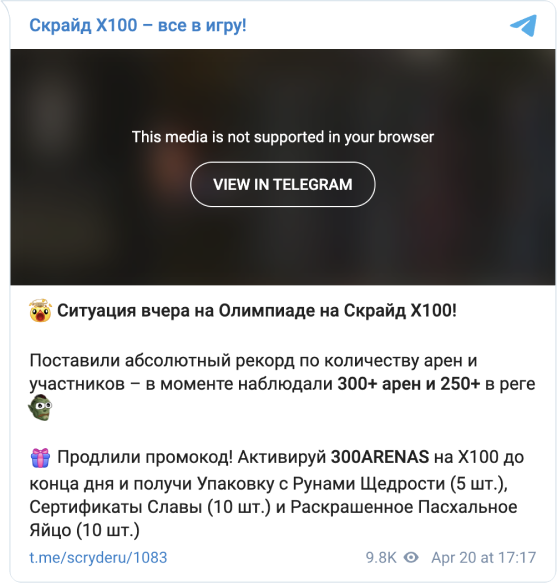 Скрайд X100 – все в игру!
This media is not supported in your browser
VIEW IN TELEGRAM
Ситуация вчера на Олимпиаде на Скрайд X100!
Поставили абсолютный рекорд по количеству арен и
участников – в моменте наблюдали 300+ арен и 250+ в реге
Продлили промокод! Активируй 300ARENAS на X100 до
конца дня и получи Упаковку с Рунами Щедрости (5 шт.),
Сертификаты Славы (10 шт.) и Раскрашенное Пасхальное
Яйцо (10 шт.)
t.me/scryderu/1083
9.8K Apr 20 at 17:17